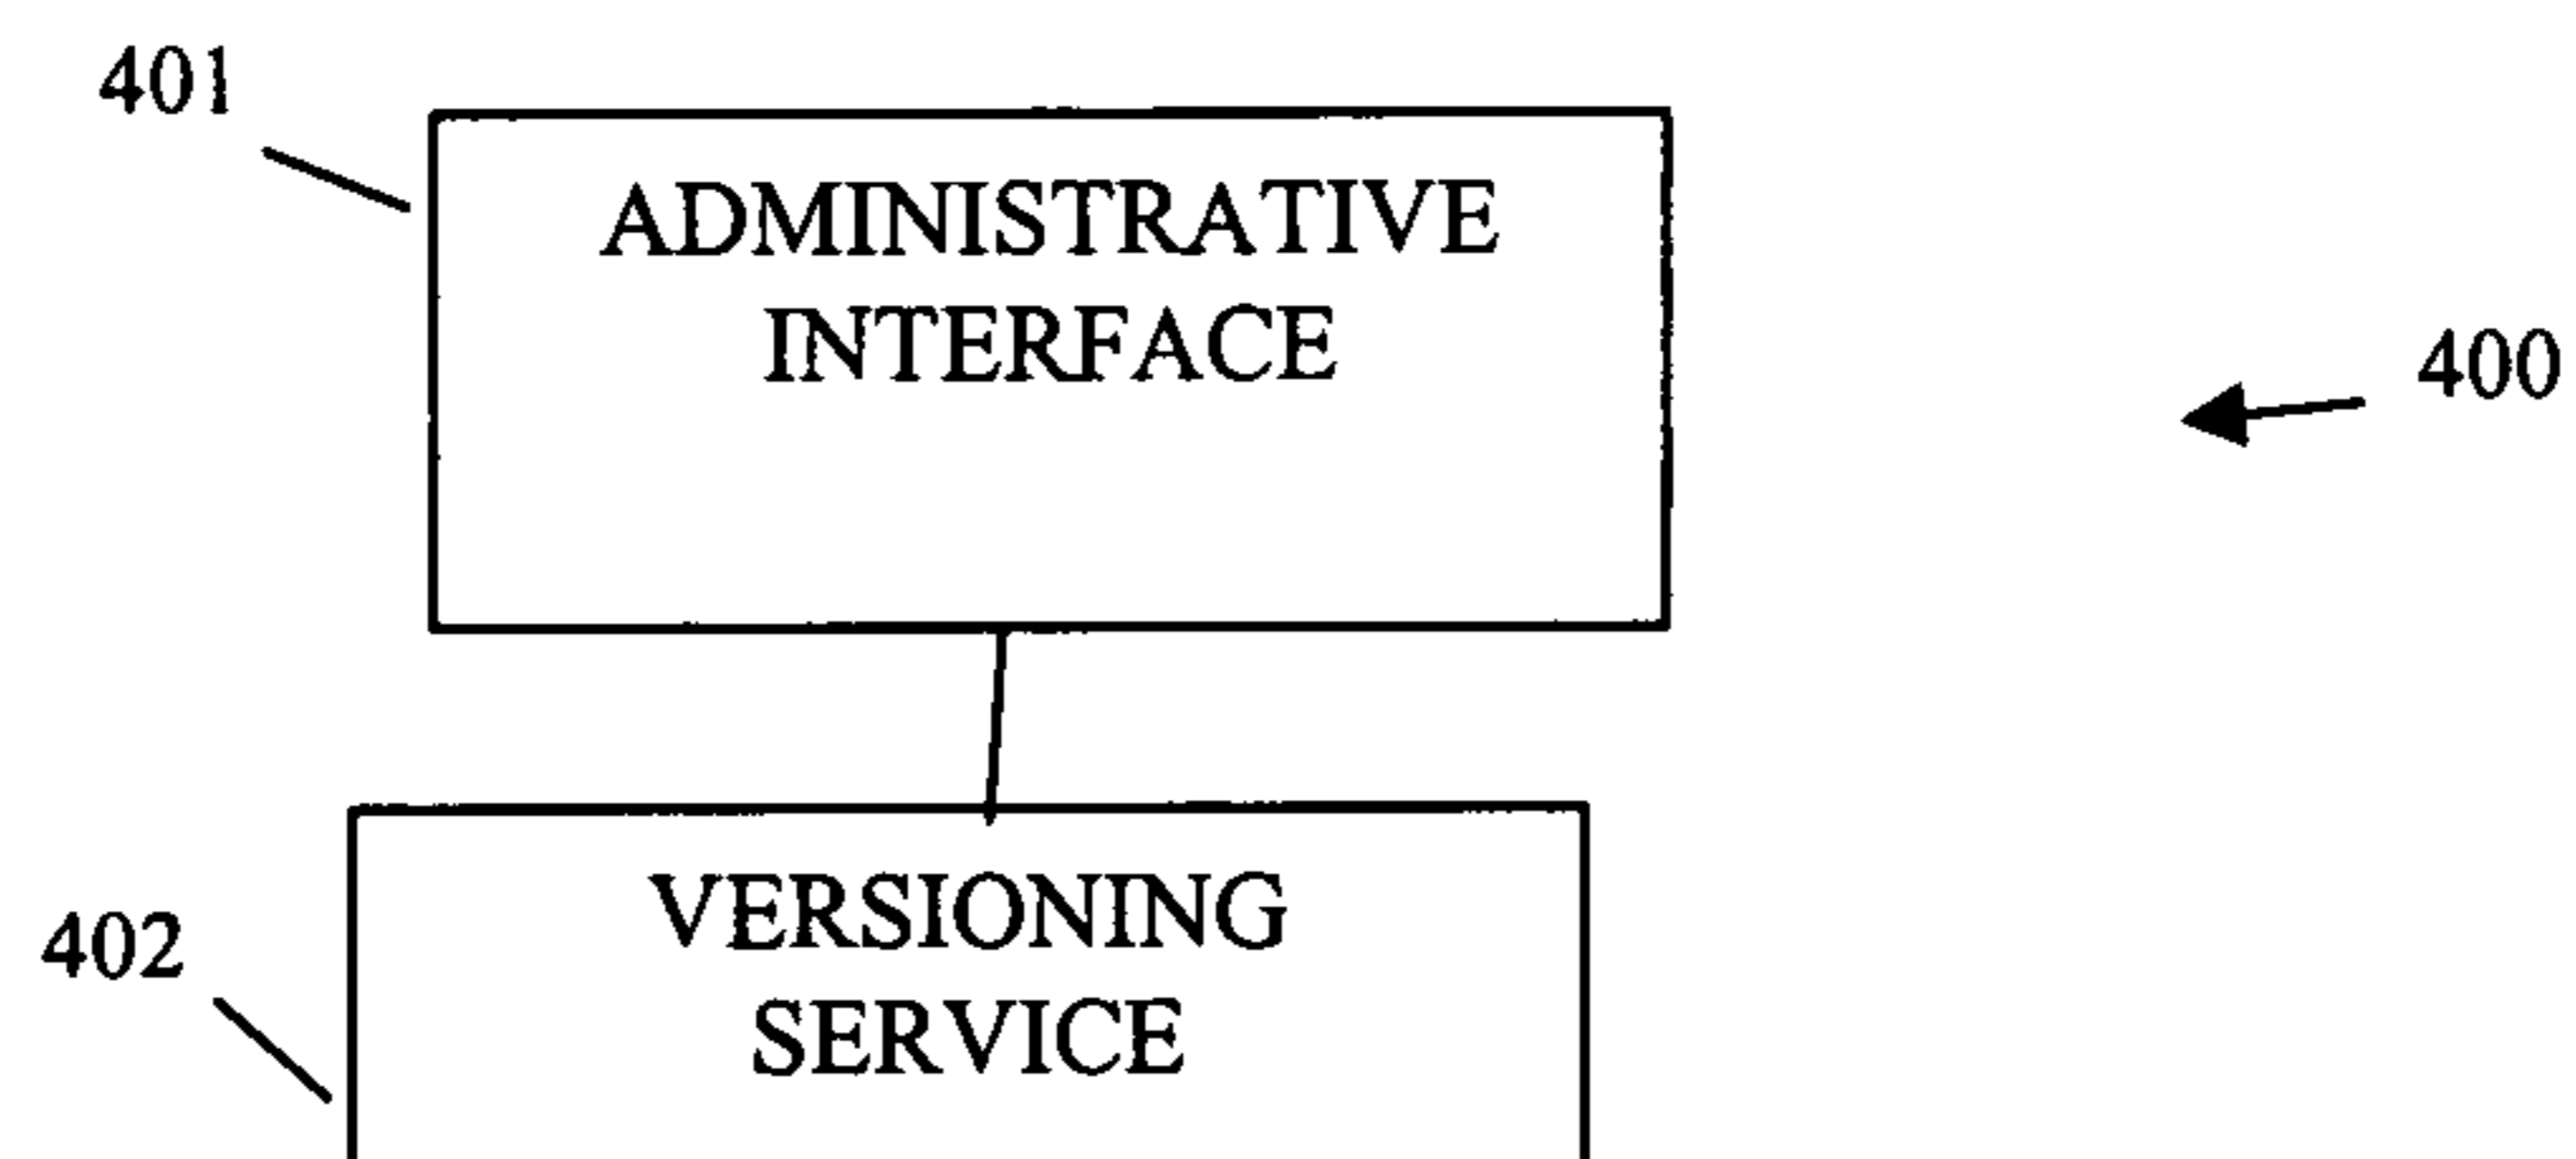 401
ADMINISTRATIVE
INTERFACE
400
VERSIONING
402
SERVICE